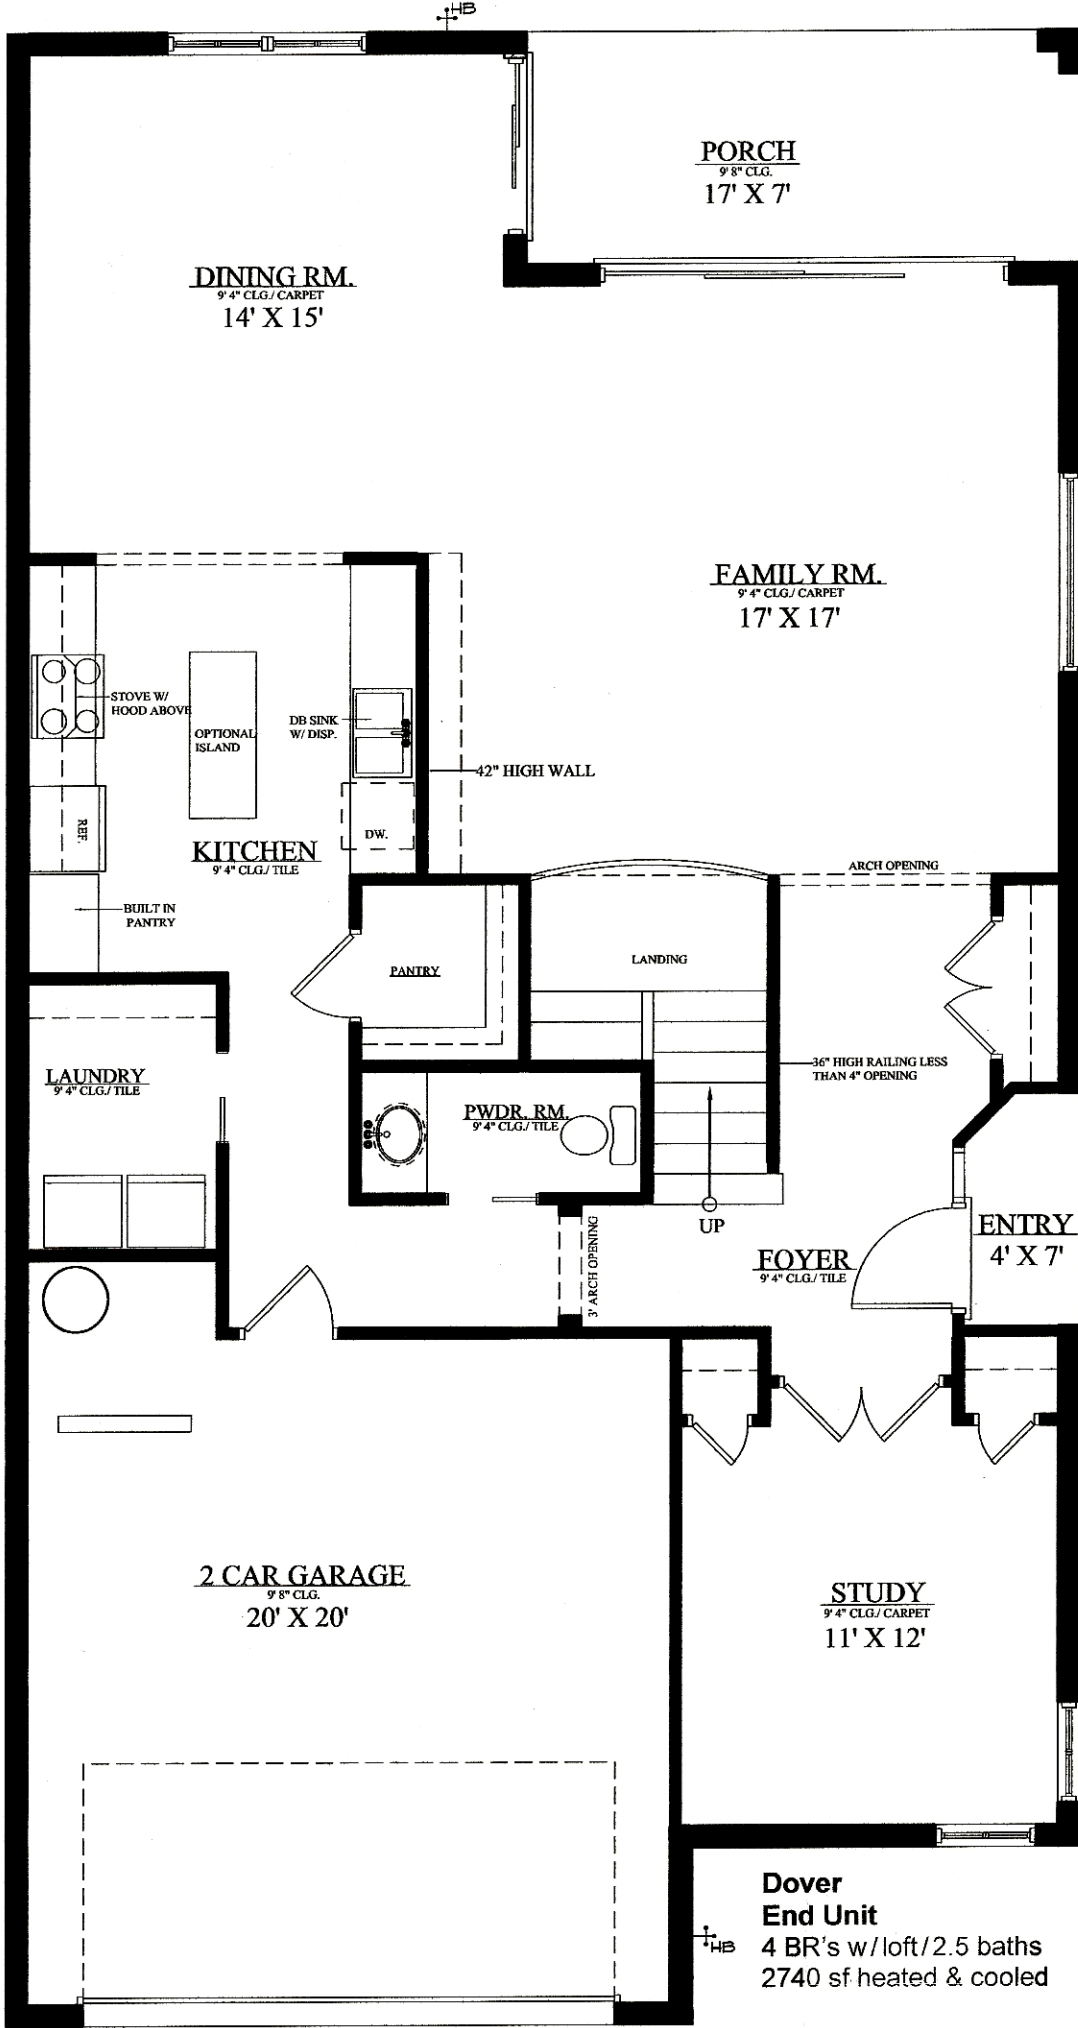 HB
PORCH
9' 8" CLG.
17' X 7'
DINING RM.
9' 4" CLG./ CARPET
14' X 15'
FAMILY RM.
9' 4" CLG./ CARPET
17' X 17'
STOVE W/
HOOD ABOVE
OPTIONAL
ISLAND
DB SINK
W/ DISP.
42" HIGH WALL
REF.
DW.
KITCHEN
9' 4" CLG./ TILE
ARCH OPENING
BUILT IN
PANTRY
PANTRY
LANDING
36" HIGH RAILING LESS
THAN 4" OPENING
LAUNDRY
9' 4" CLG./ TILE
PWDR. RM.
9' 4" CLG./ TILE
UP
3' ARCH OPENING
ENTRY
4' X 7'
FOYER
9' 4" CLG./ TILE
2 CAR GARAGE
9' 8" CLG.
20' X 20'
STUDY
9' 4" CLG./ CARPET
11' X 12'
HB
Dover
End Unit
4 BR's w/loft/2.5 baths
2740 sf heated & cooled